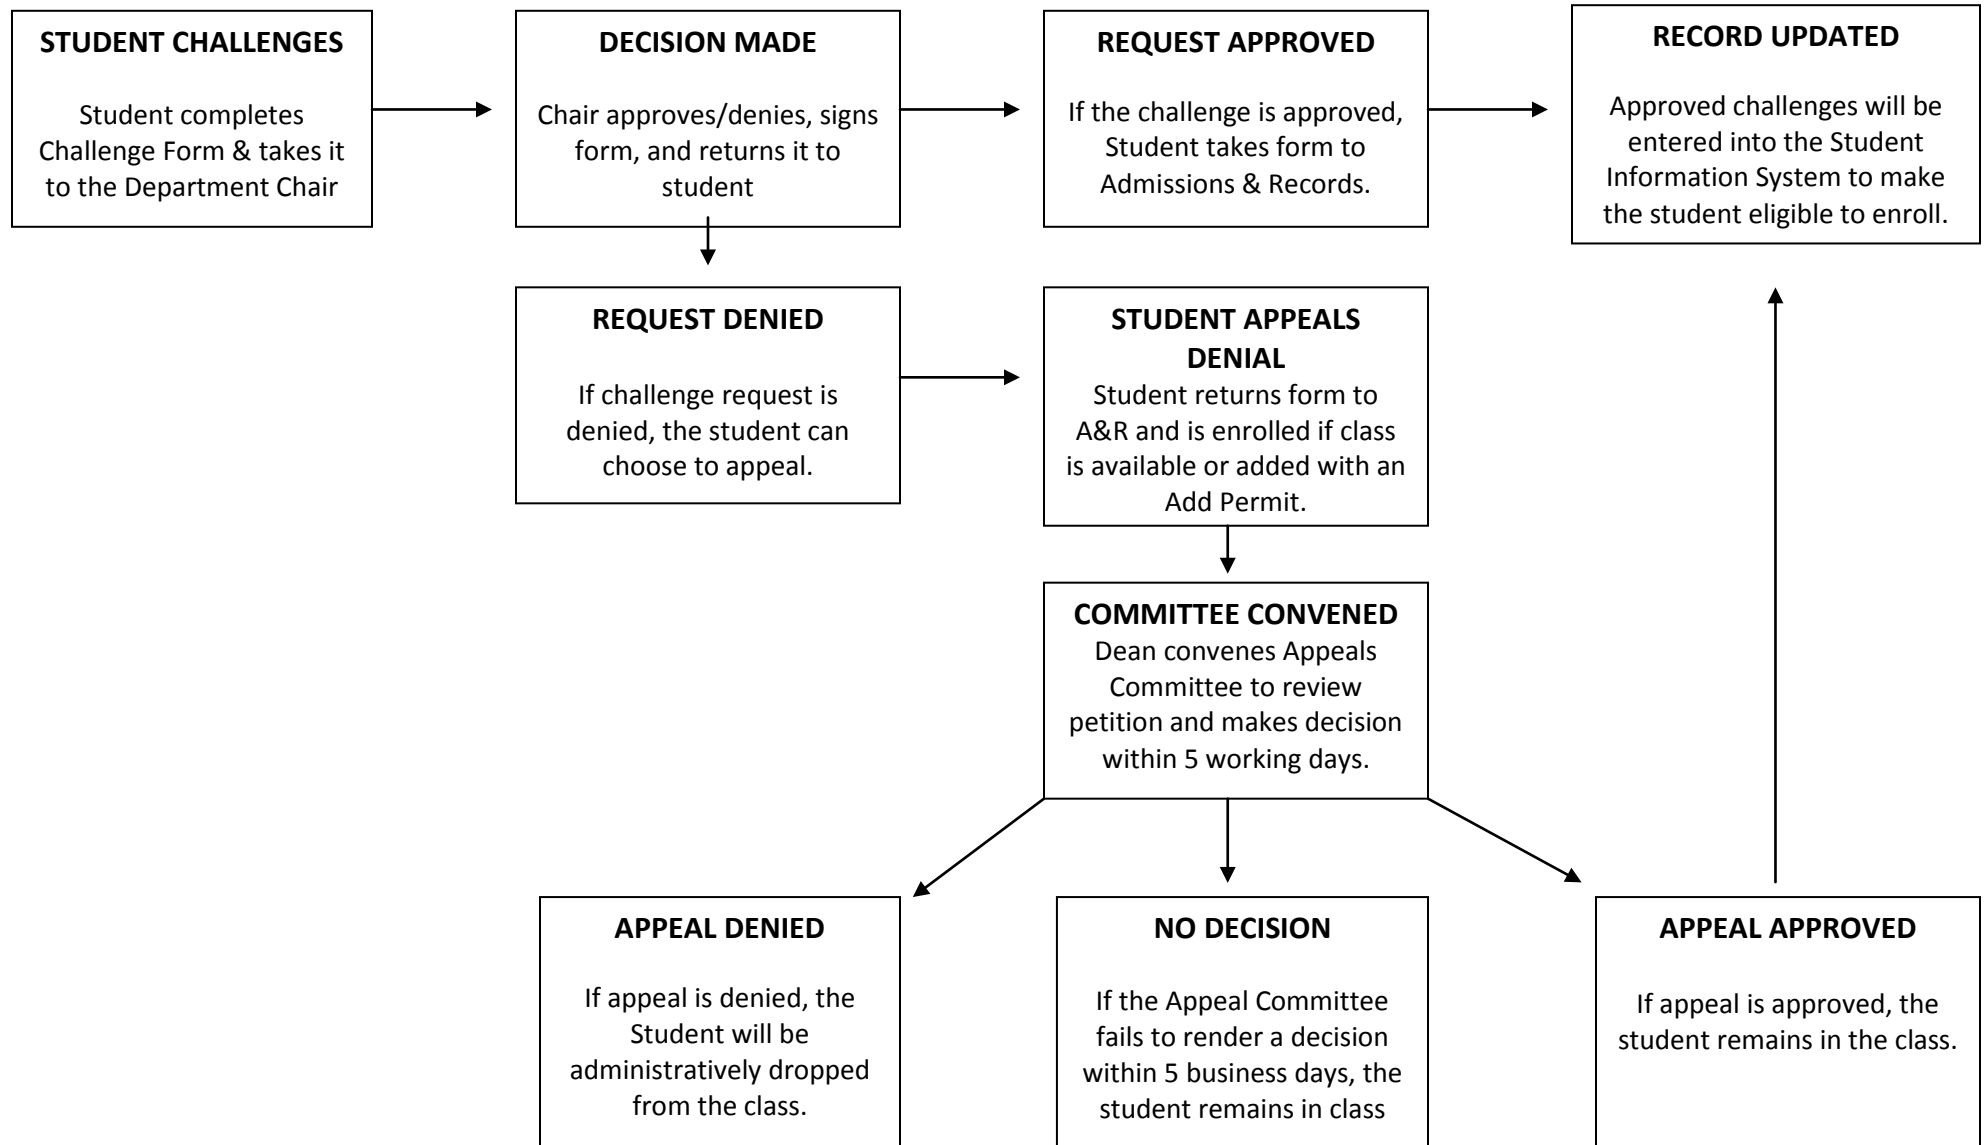 STUDENT CHALLENGES
Student completes
Challenge Form & takes it
to the Department Chair
DECISION MADE
Chair approves/denies, signs
form, and returns it to
student
REQUEST APPROVED
If the challenge is approved,
Student takes form to
Admissions & Records.
RECORD UPDATED
Approved challenges will be
entered into the Student
Information System to make
the student eligible to enroll.
REQUEST DENIED
If challenge request is
denied, the student can
choose to appeal.
STUDENT APPEALS
DENIAL
Student returns form to
A&R and is enrolled if class
is available or added with an
Add Permit.
COMMITTEE CONVENED
Dean convenes Appeals
Committee to review
petition and makes decision
within 5 working days.
APPEAL DENIED
If appeal is denied, the
Student will be
administratively dropped
from the class.
NO DECISION
If the Appeal Committee
fails to render a decision
within 5 business days, the
student remains in class
APPEAL APPROVED
If appeal is approved, the
student remains in the class.